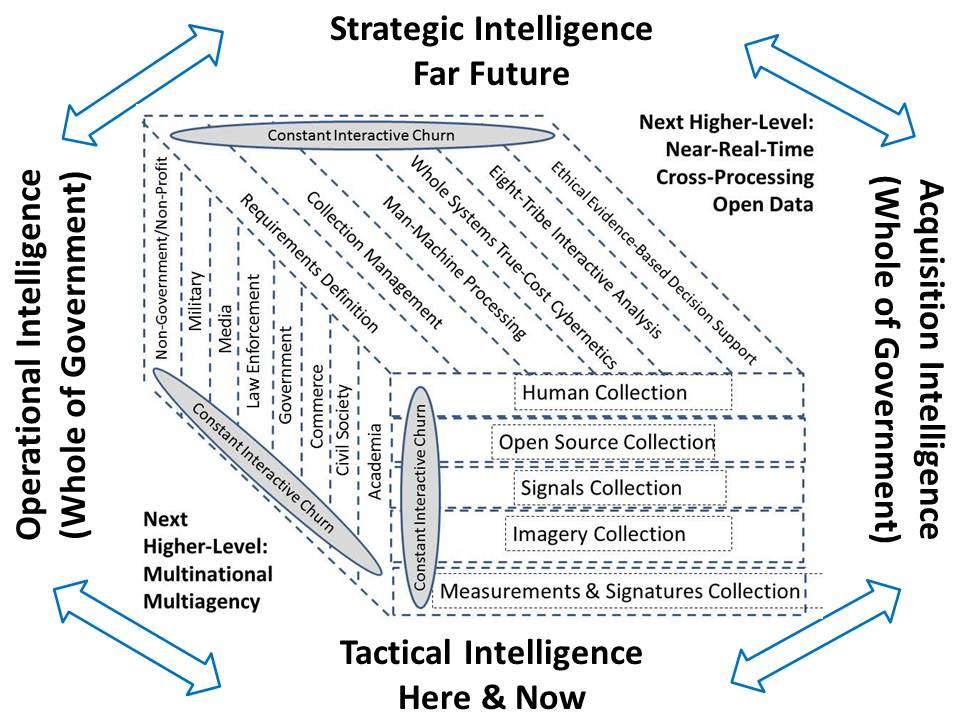 Strategic Intelligence
Far Future
Operational Intelligence
(Whole of Government)
Acquisition Intelligence
(Whole of Government)
Next Higher-Level:
Near-Real-Time
Cross-Processing
Open Data
Constant Interactive Churn
Requirements Definition
Collection Management
Man-Machine Processing
Whole Systems True-Cost Cybernetics
Eight-Tribe Interactive Analysis
Ethical Evidence-Based Decision Support
Non-Government/Non-Profit
Military
Media
Law Enforcement
Government
Commerce
Civil Society
Academia
Constant Interactive Churn
Constant Interactive Churn
Human Collection
Open Source Collection
Signals Collection
Imagery Collection
Measurements & Signatures Collection
Next
Higher-Level:
Multinational
Multiagency
Tactical Intelligence
Here & Now